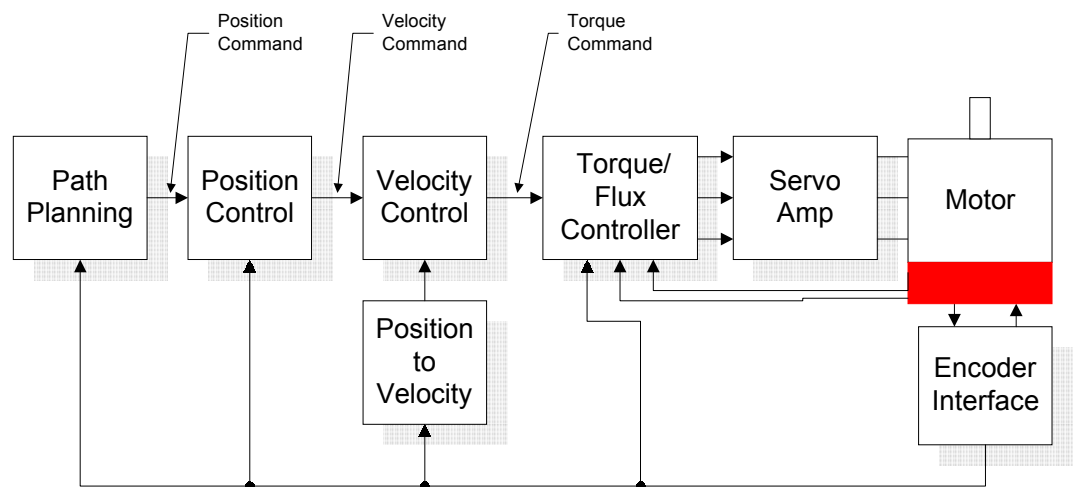 Position
Command
Velocity
Command
Torque
Command
Path
Planning
Position
Control
Velocity
Control
Torque/
Flux
Controller
Servo
Amp
Motor
Position
to
Velocity
Encoder
Interface